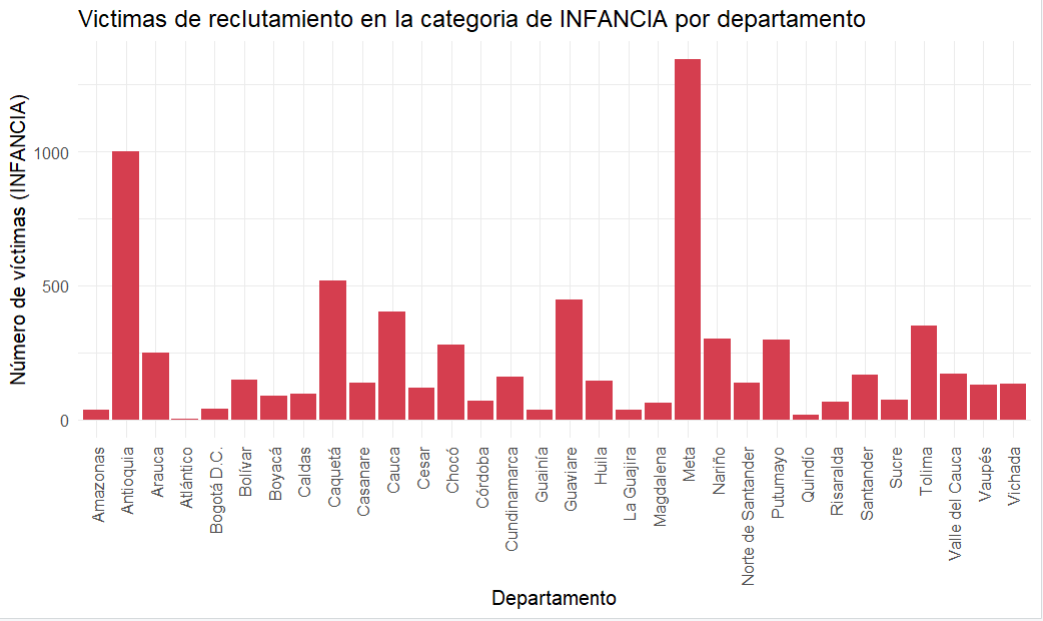 Victimas de reclutamiento en la categoria de INFANCIA por departamento
Número de víctimas (INFANCIA)
1000
500
0
Amazonas
Antioquia
Arauca
Atlántico
Bogotá D.C.
Bolívar
Boyacá
Caldas
Caquetá
Casanare
Cauca
Cesar
Chocó
Córdoba
Cundinamarca
Guainía
Guaviare
Huila
La Guajira
Magdalena
Meta
Nariño
Norte de Santander
Putumayo
Quindío
Risaralda
Santander
Sucre
Tolima
Valle del Cauca
Vaupés
Vichada
Departamento